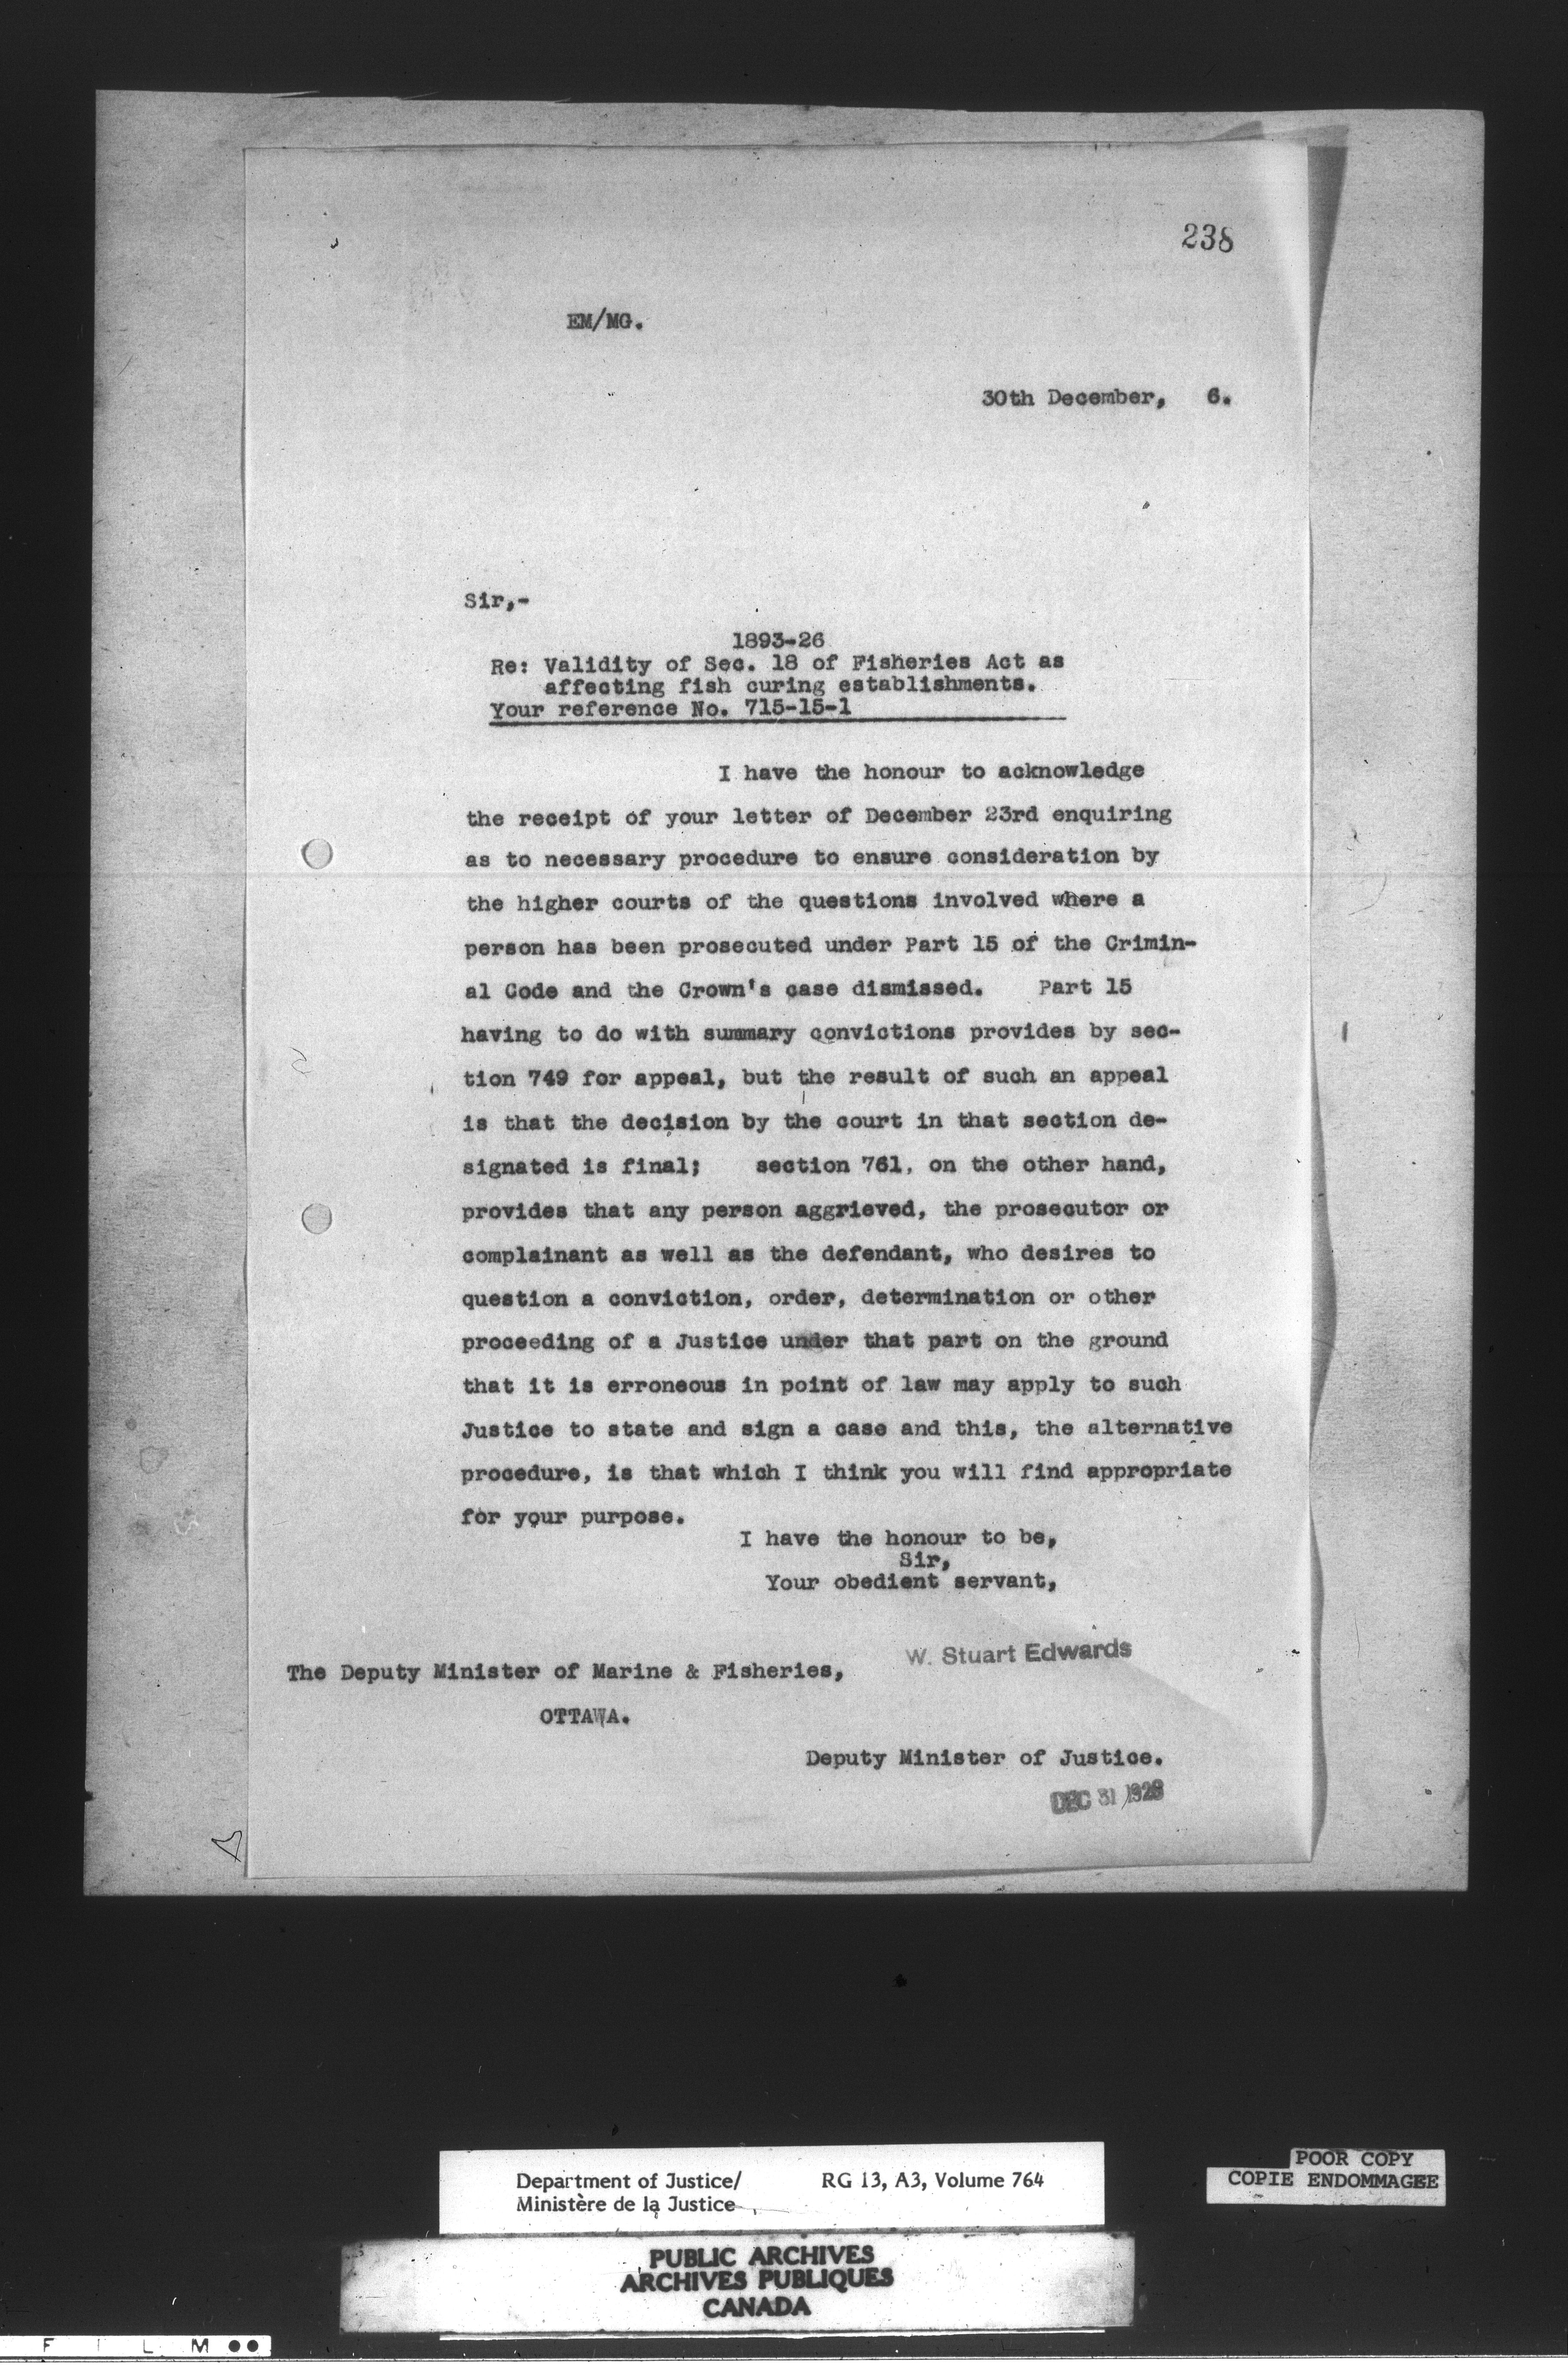 238
EM/MG.
30th December, 6.
Sir,-
1893-26
Re: Validity of Sec. 18 of Fisheries Act as
affecting fish curing establishments.
Your reference No. 715-15-1
I have the honour to acknowledge
the receipt of your letter of December 23rd enquiring
as to necessary procedure to ensure consideration by
the higher courts of the questions involved where a
person has been prosecuted under Part 15 of the Crimin-
al Code and the Crown's case dismissed. Part 15
having to do with summary convictions provides by sec-
tion 749 for appeal, but the result of such an appeal
is that the decision by the court in that section de-
signated is final; section 761, on the other hand,
provides that any person aggrieved, the prosecutor or
complainant as well as the defendant, who desires to
question a conviction, order, determination or other
proceeding of a Justice under that part on the ground
that it is erroneous in point of law may apply to such
Justice to state and sign a case and this, the alternative
procedure, is that which I think you will find appropriate
for your purpose.
I have the honour to be,
Sir,
Your obedient servant,
W. Stuart Edwards
The Deputy Minister of Marine & Fisheries,
OTTAWA.
Deputy Minister of Justice.
DEC 31
Department of Justice/ RG 13, A3, Volume 764
Ministère de la Justice
POOR COPY
COPIE ENDOMMAGEE
PUBLIC ARCHIVES
ARCHIVES PUBLIQUES
CANADA
F I L M